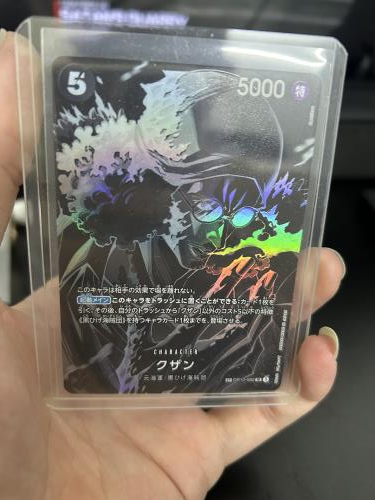 5
5000
特
このキャラは相手の効果で場を離れない。
起動メイン このキャラをトラッシュに置くことができる:カード1枚を
引く。その後、自分のトラッシュから「クザン」以外のコスト5以下の特徴
《黒ひげ海賊団》を持つキャラカード1枚までを、登場させる。
CHARACTER
クザン
元海軍/黒ひげ海賊団